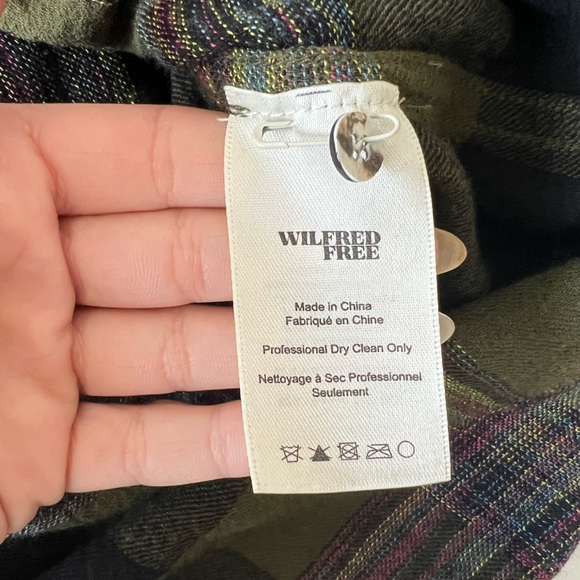 WILFRED
FREE
Made in China
Fabriqué en Chine
Professional Dry Clean Only
Nettoyage à Sec Professionnel
Seulement